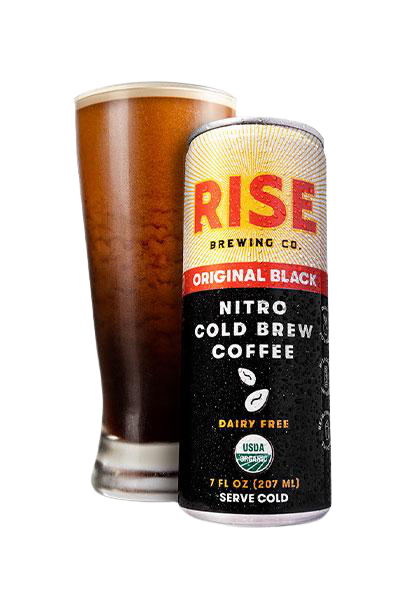 RISE
BREWING CO.
ORIGINAL BLACK
NITRO
COLD BREW
COFFEE
DAIRY FREE
USDA
ORGANIC
7 FL OZ (207 ML)
SERVE COLD